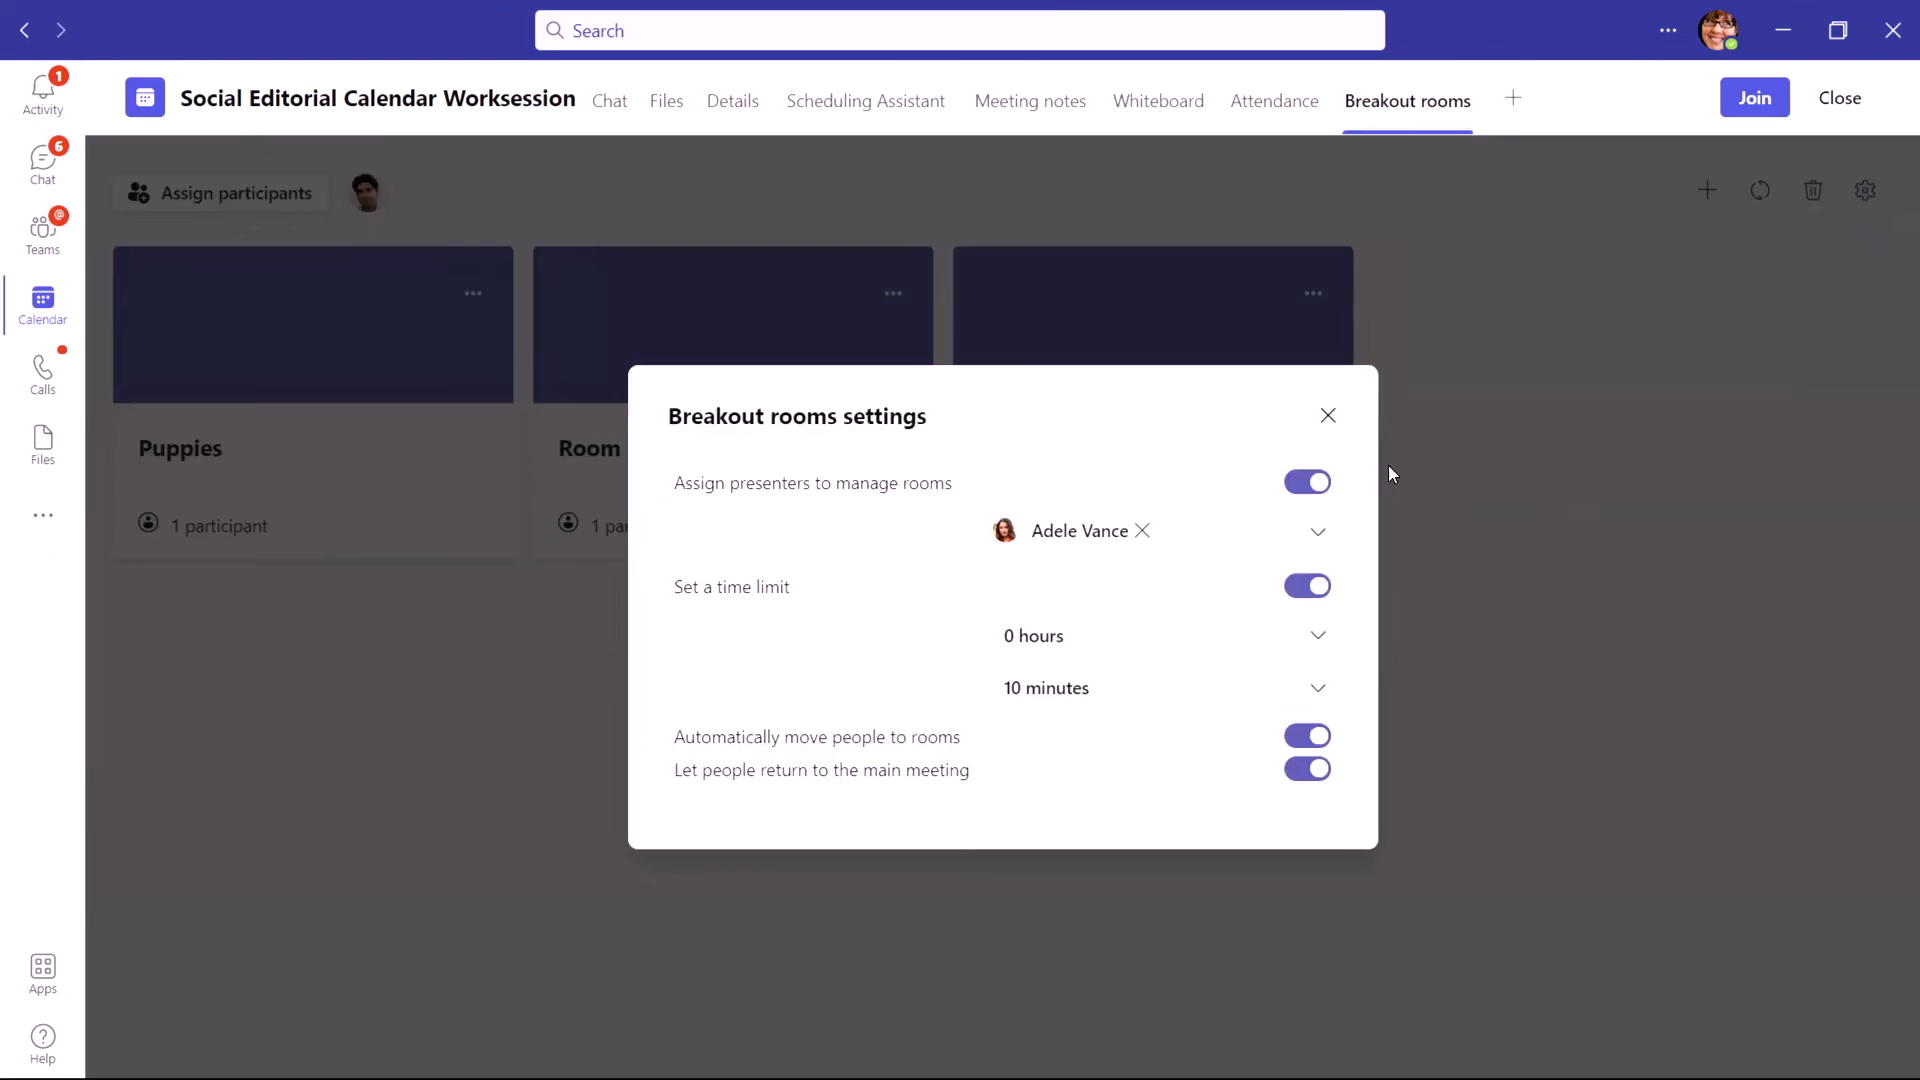 Search
Activity
1
Chat
6
Teams
@
Calendar
Calls
Files
Apps
Help
Social Editorial Calendar Worksession
Chat
Files
Details
Scheduling Assistant
Meeting notes
Whiteboard
Attendance
Breakout rooms
Join
Close
Assign participants
Puppies
1 participant
Room
1 pa
Breakout rooms settings
Assign presenters to manage rooms
Adele Vance
Set a time limit
0 hours
10 minutes
Automatically move people to rooms
Let people return to the main meeting